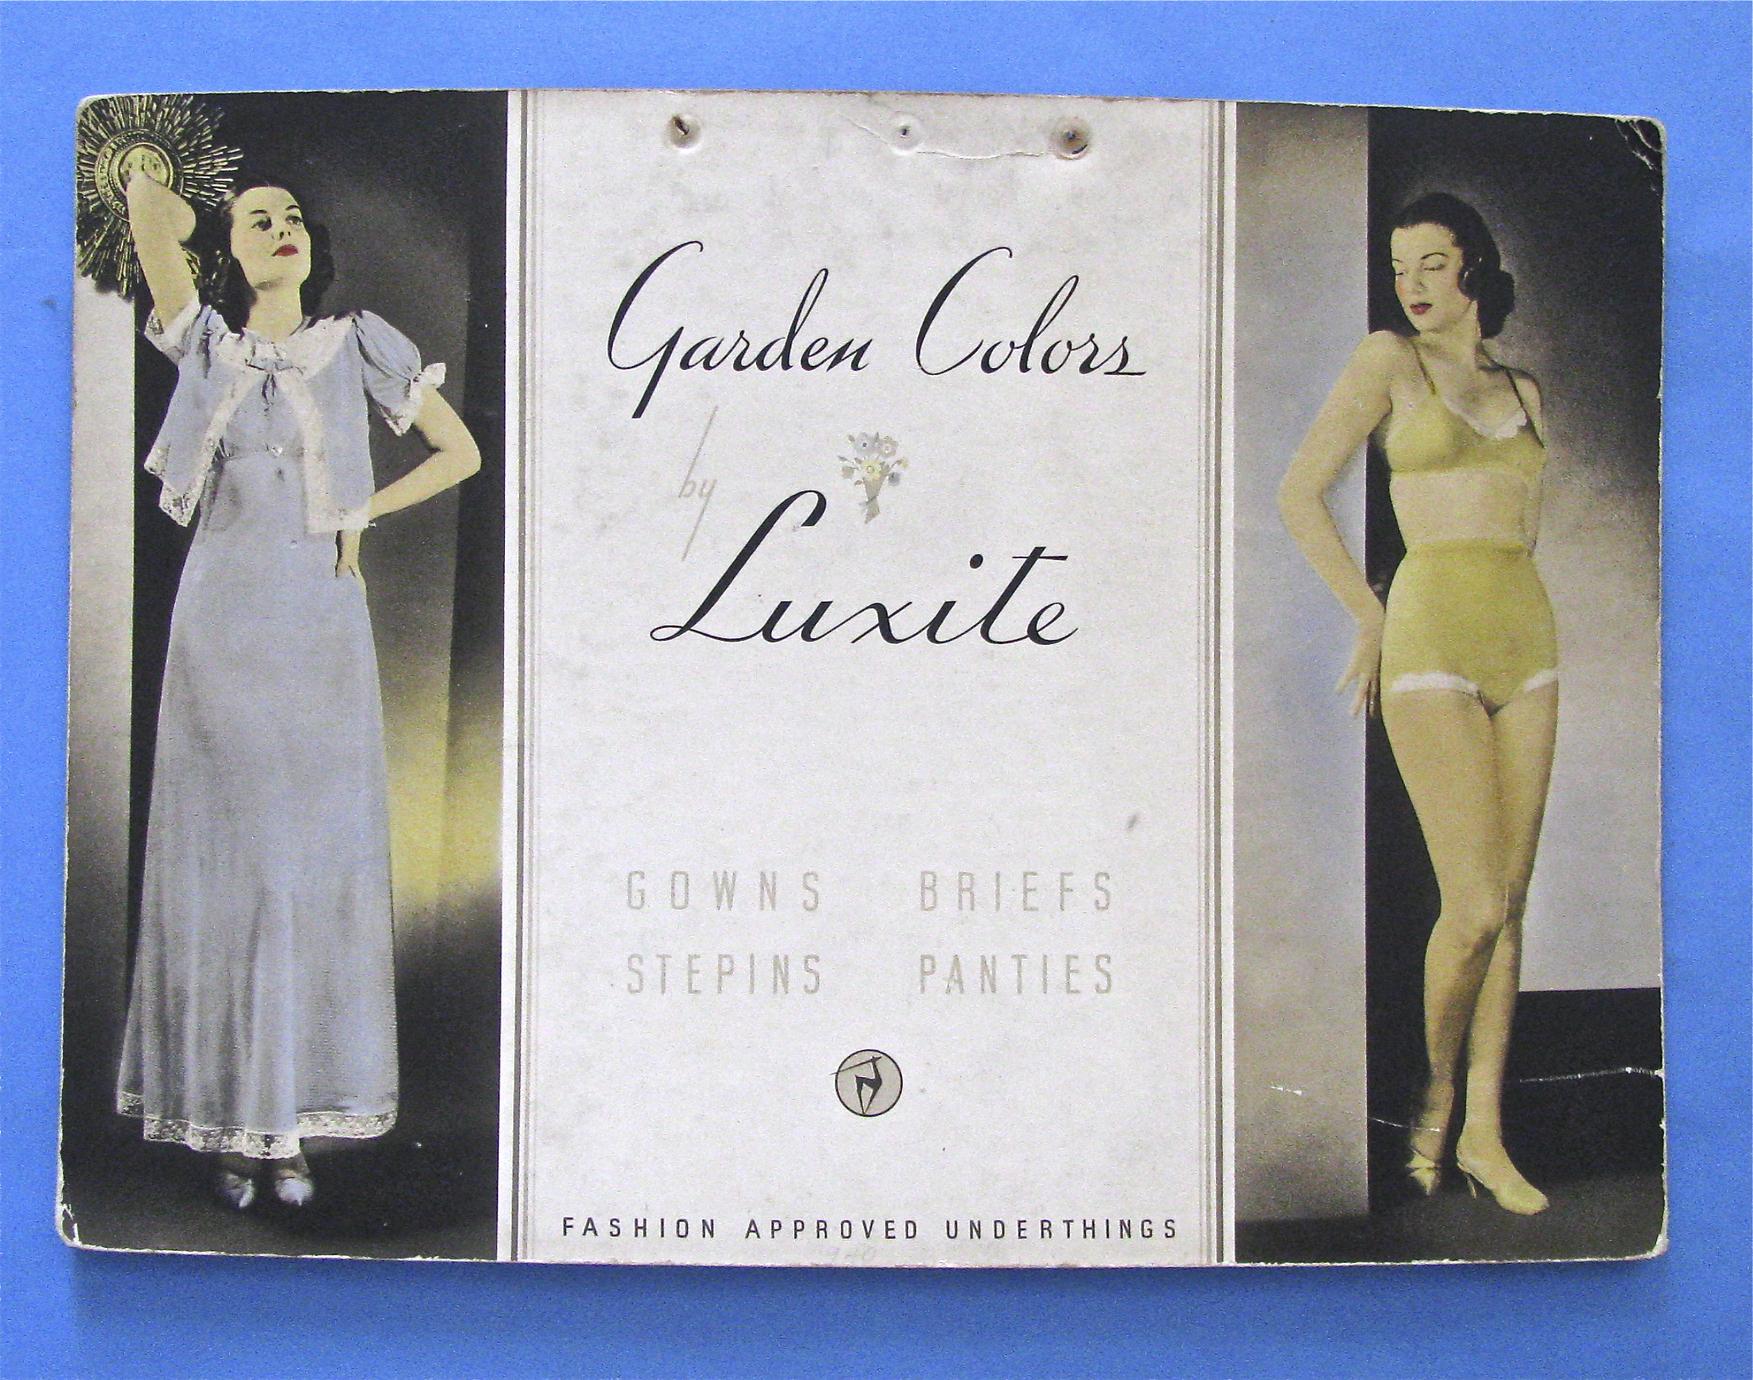 Garden Colors
by
Luxite
GOWNS BRIEFS
STEPINS PANTIES
FASHION APPROVED UNDERTHINGS